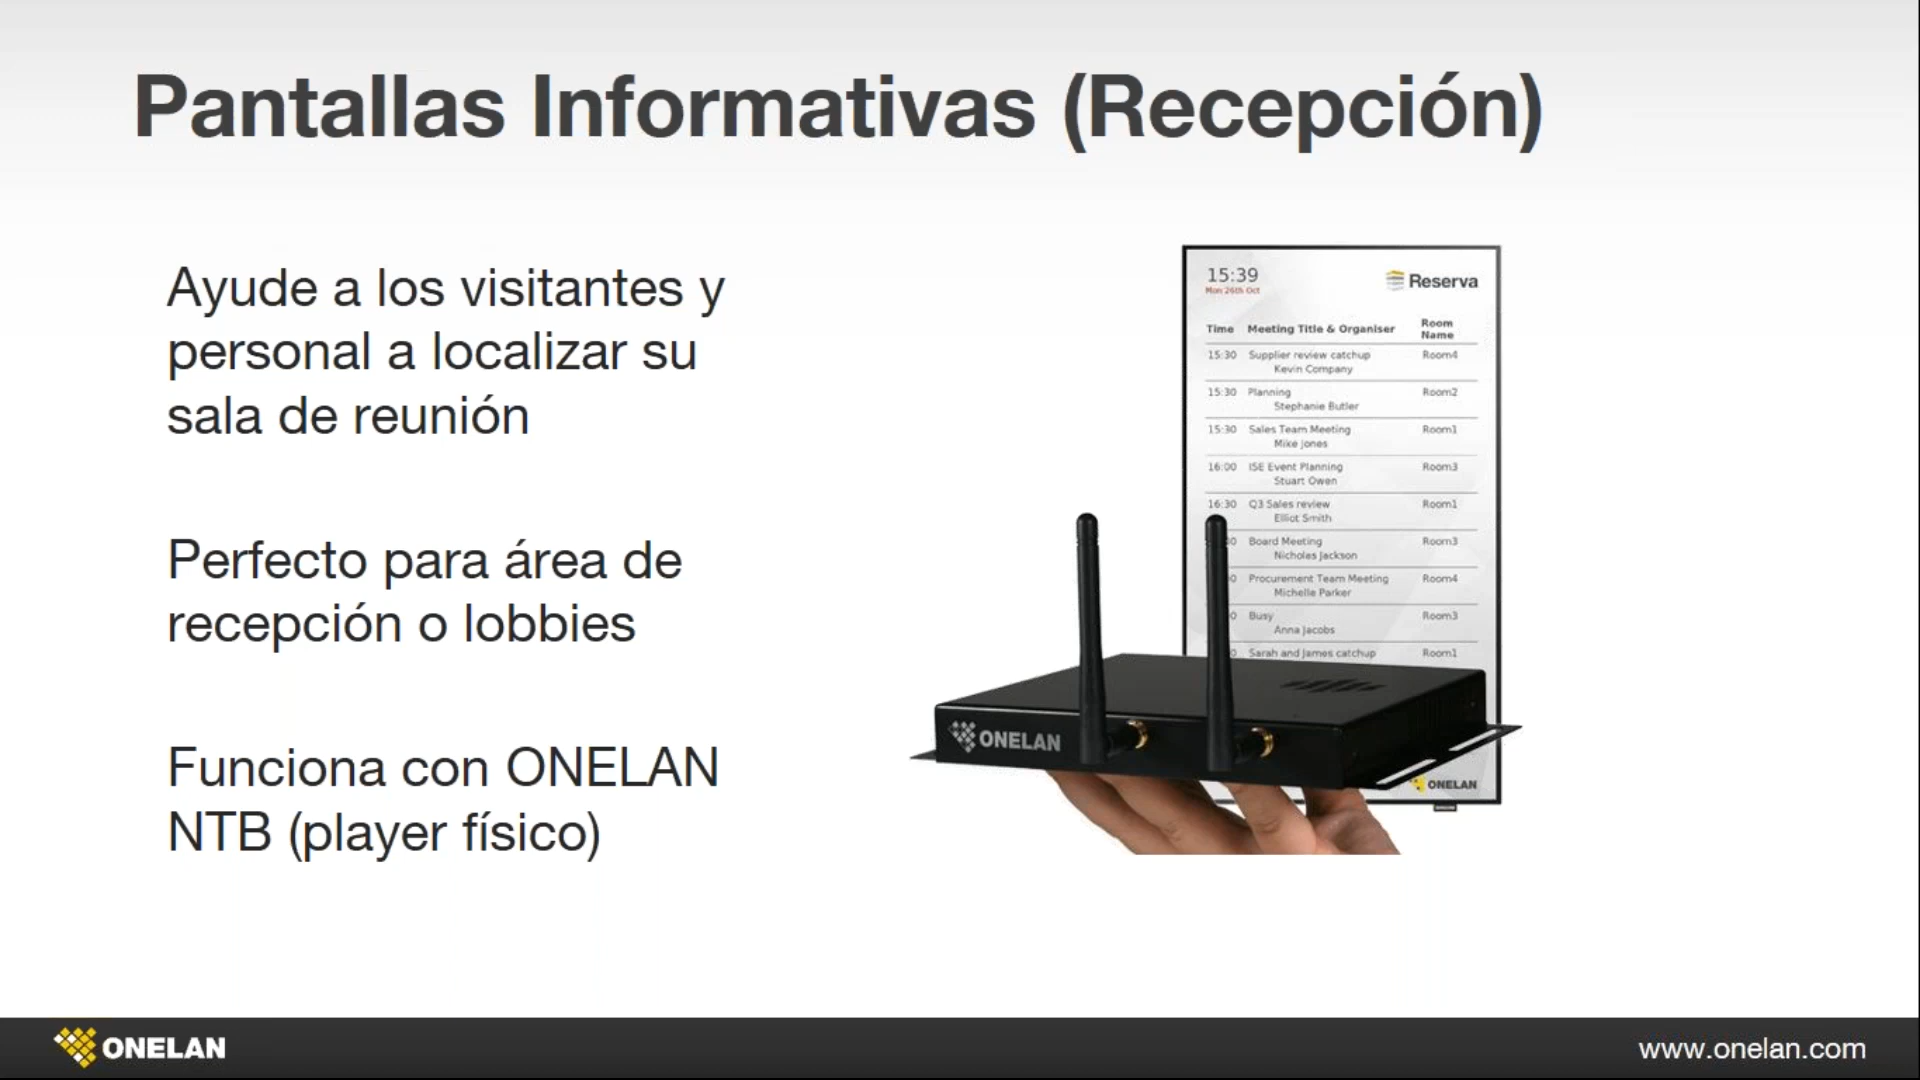 Pantallas Informativas (Recepción)
Ayude a los visitantes y
personal a localizar su
sala de reunión
Perfecto para área de
recepción o lobbies
Funciona con ONELAN
NTB (player físico)
15:39
Mon 26th Oct
Reserva
Time Meeting Title & Organiser Room Name
15:30 Supplier review catchup Room4
Kevin Company
15:30 Planning Room2
Stephanie Butler
15:30 Sales Team Meeting Room1
Mike Jones
16:00 ISE Event Planning Room3
Stuart Owen
16:30 Q3 Sales review Room1
Elliot Smith
Board Meeting Room3
Nicholas Jackson
Procurement Team Meeting Room4
Michelle Parker
Busy Room3
Anna Jacobs
Sarah and James catchup Room1
ONELAN
ONELAN
ONELAN
www.onelan.com